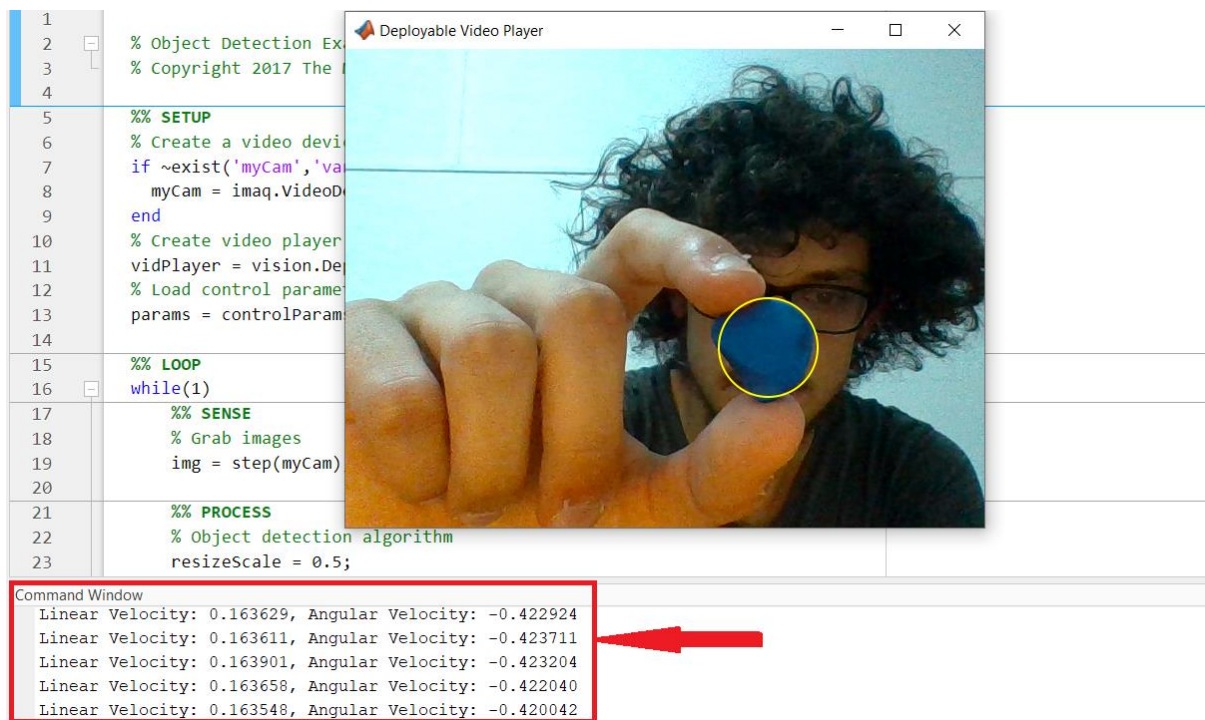 Deployable Video Player
1
2 % Object Detection Exa
3 % Copyright 2017 The
4
5 %% SETUP
6 % Create a video devi
7 if ~exist('myCam','va
8 myCam = imaq.VideoD
9 end
10 % Create video player
11 vidPlayer = vision.Dep
12 % Load control parame
13 params = controlParams
14
15 %% LOOP
16 while(1)
17 %% SENSE
18 % Grab images
19 img = step(myCam)
20
21 %% PROCESS
22 % Object detection algorithm
23 resizeScale = 0.5;
Command Window
Linear Velocity: 0.163629, Angular Velocity: -0.422924
Linear Velocity: 0.163611, Angular Velocity: -0.423711
Linear Velocity: 0.163901, Angular Velocity: -0.423204
Linear Velocity: 0.163658, Angular Velocity: -0.422040
Linear Velocity: 0.163548, Angular Velocity: -0.420042